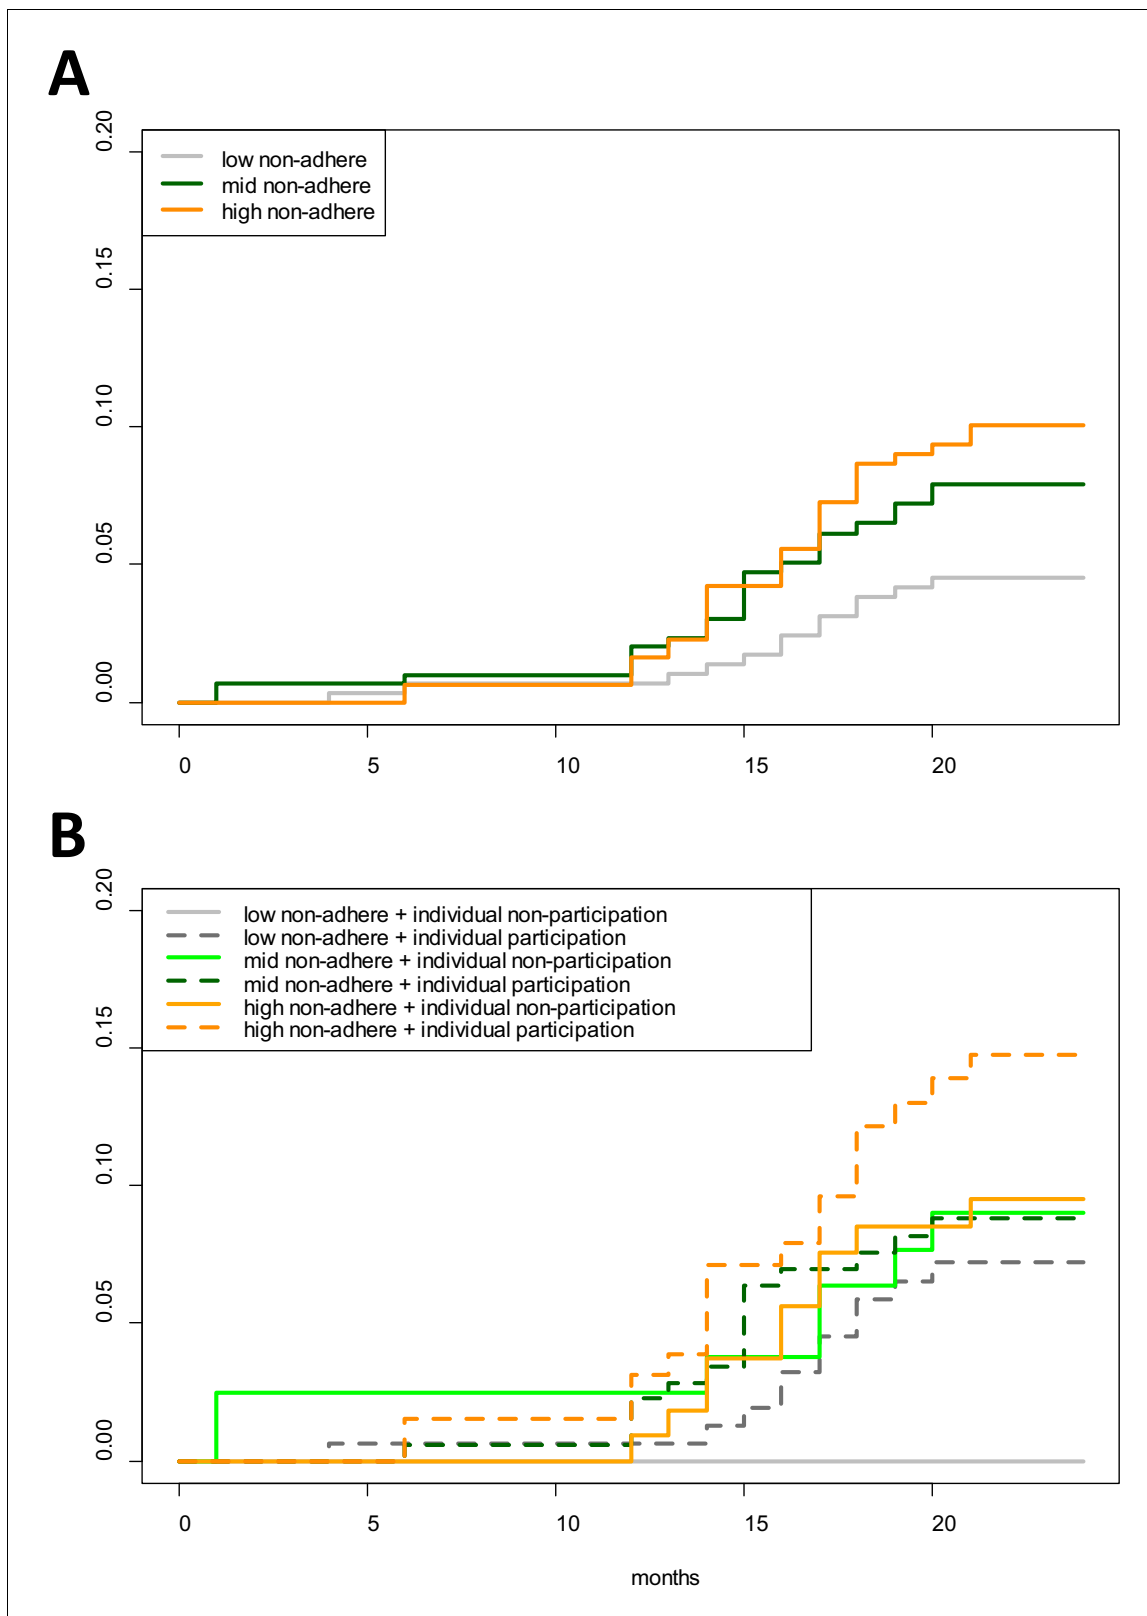 A
0.20
0.15
0.10
0.05
0.00
low non-adhere
mid non-adhere
high non-adhere
0 5 10 15 20
B
0.20
0.15
0.10
0.05
0.00
low non-adhere + individual non-participation
low non-adhere + individual participation
mid non-adhere + individual non-participation
mid non-adhere + individual participation
high non-adhere + individual non-participation
high non-adhere + individual participation
0 5 10 15 20
months